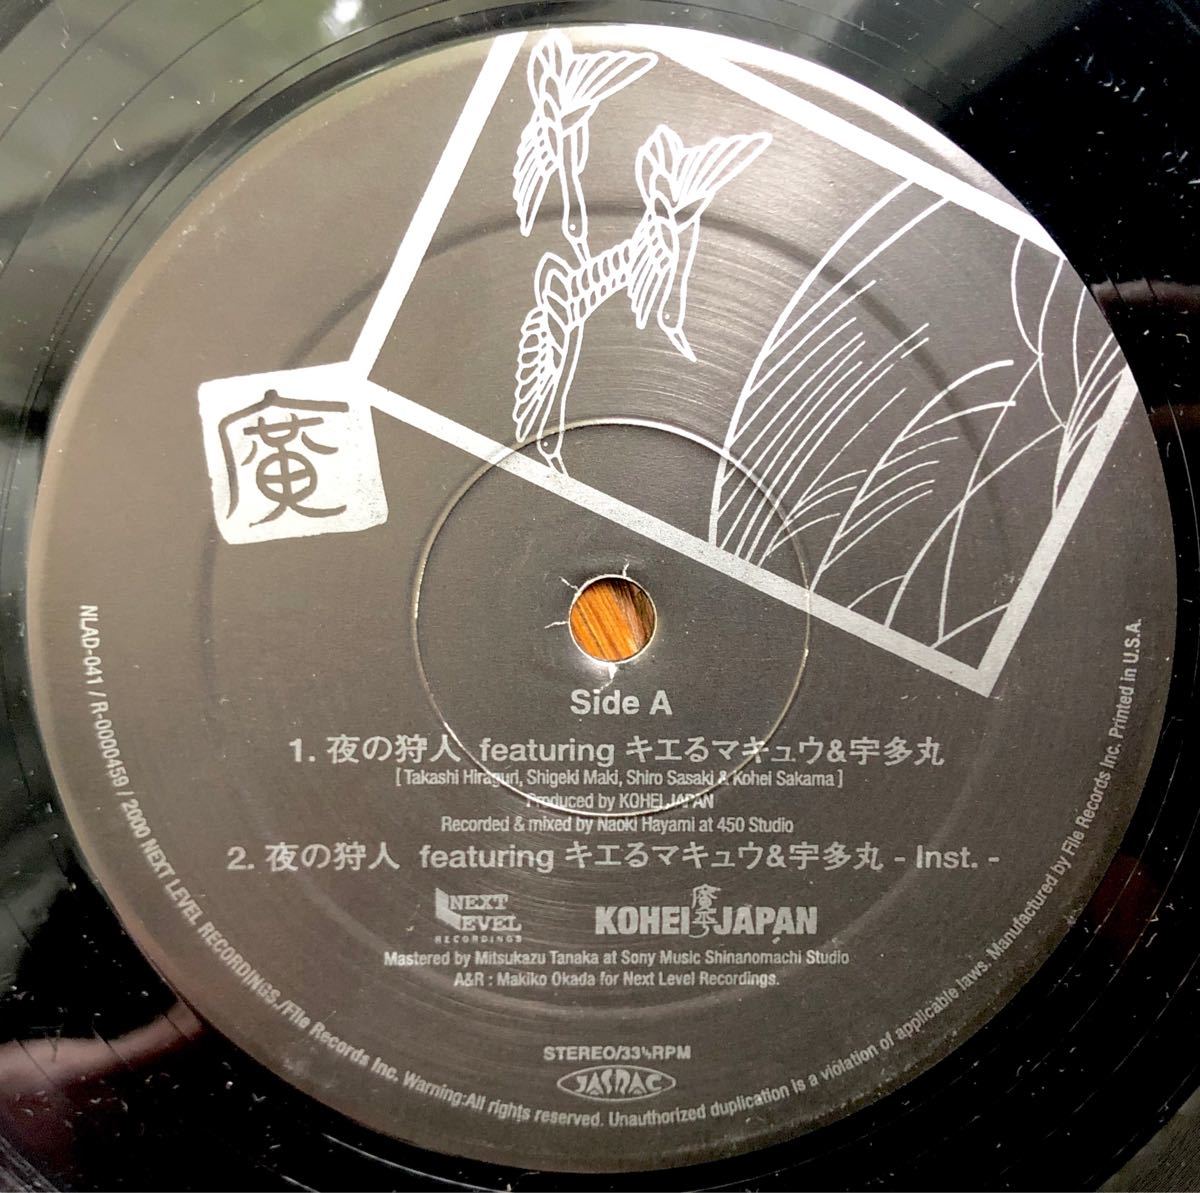 廣
Side A
1. 夜の狩人 featuring キエるマキュウ&宇多丸
[ Takashi Hiraguri, Shigeki Maki, Shiro Sasaki & Kohei Sakama ]
Produced by KOHEI JAPAN
Recorded & mixed by Naoki Hayami at 450 Studio
2. 夜の狩人 featuring キエるマキュウ&宇多丸 - Inst. -
NEXT
LEVEL
RECORDINGS
KOHEI 廣平 JAPAN
Mastered by Mitsukazu Tanaka at Sony Music Shinanomachi Studio
A&R : Makiko Okada for Next Level Recordings.
STEREO/33⅓RPM
JASRAC
NLAD-041 / R-0000459 / 2000 NEXT LEVEL RECORDINGS./File Records Inc. Warning:All rights reserved. Unauthorized duplication is a violation of applicable laws. Manufactured by File Records Inc. Printed in U.S.A.